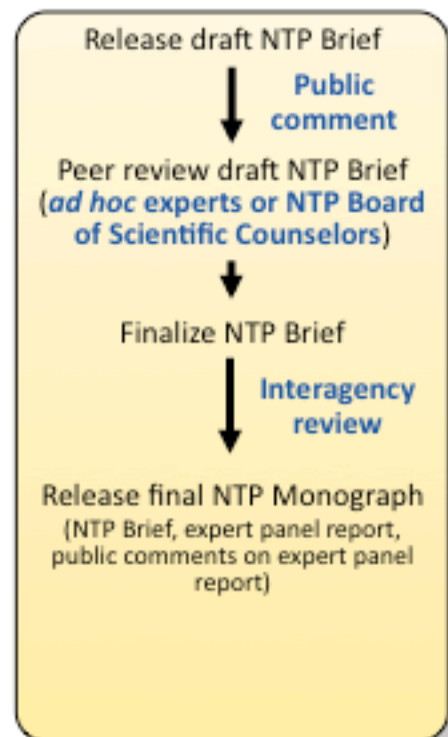 Release draft NTP Brief
Public
comment
Peer review draft NTP Brief
(ad hoc experts or NTP Board
of Scientific Counselors)
Finalize NTP Brief
Interagency
review
Release final NTP Monograph
(NTP Brief, expert panel report,
public comments on expert panel
report)